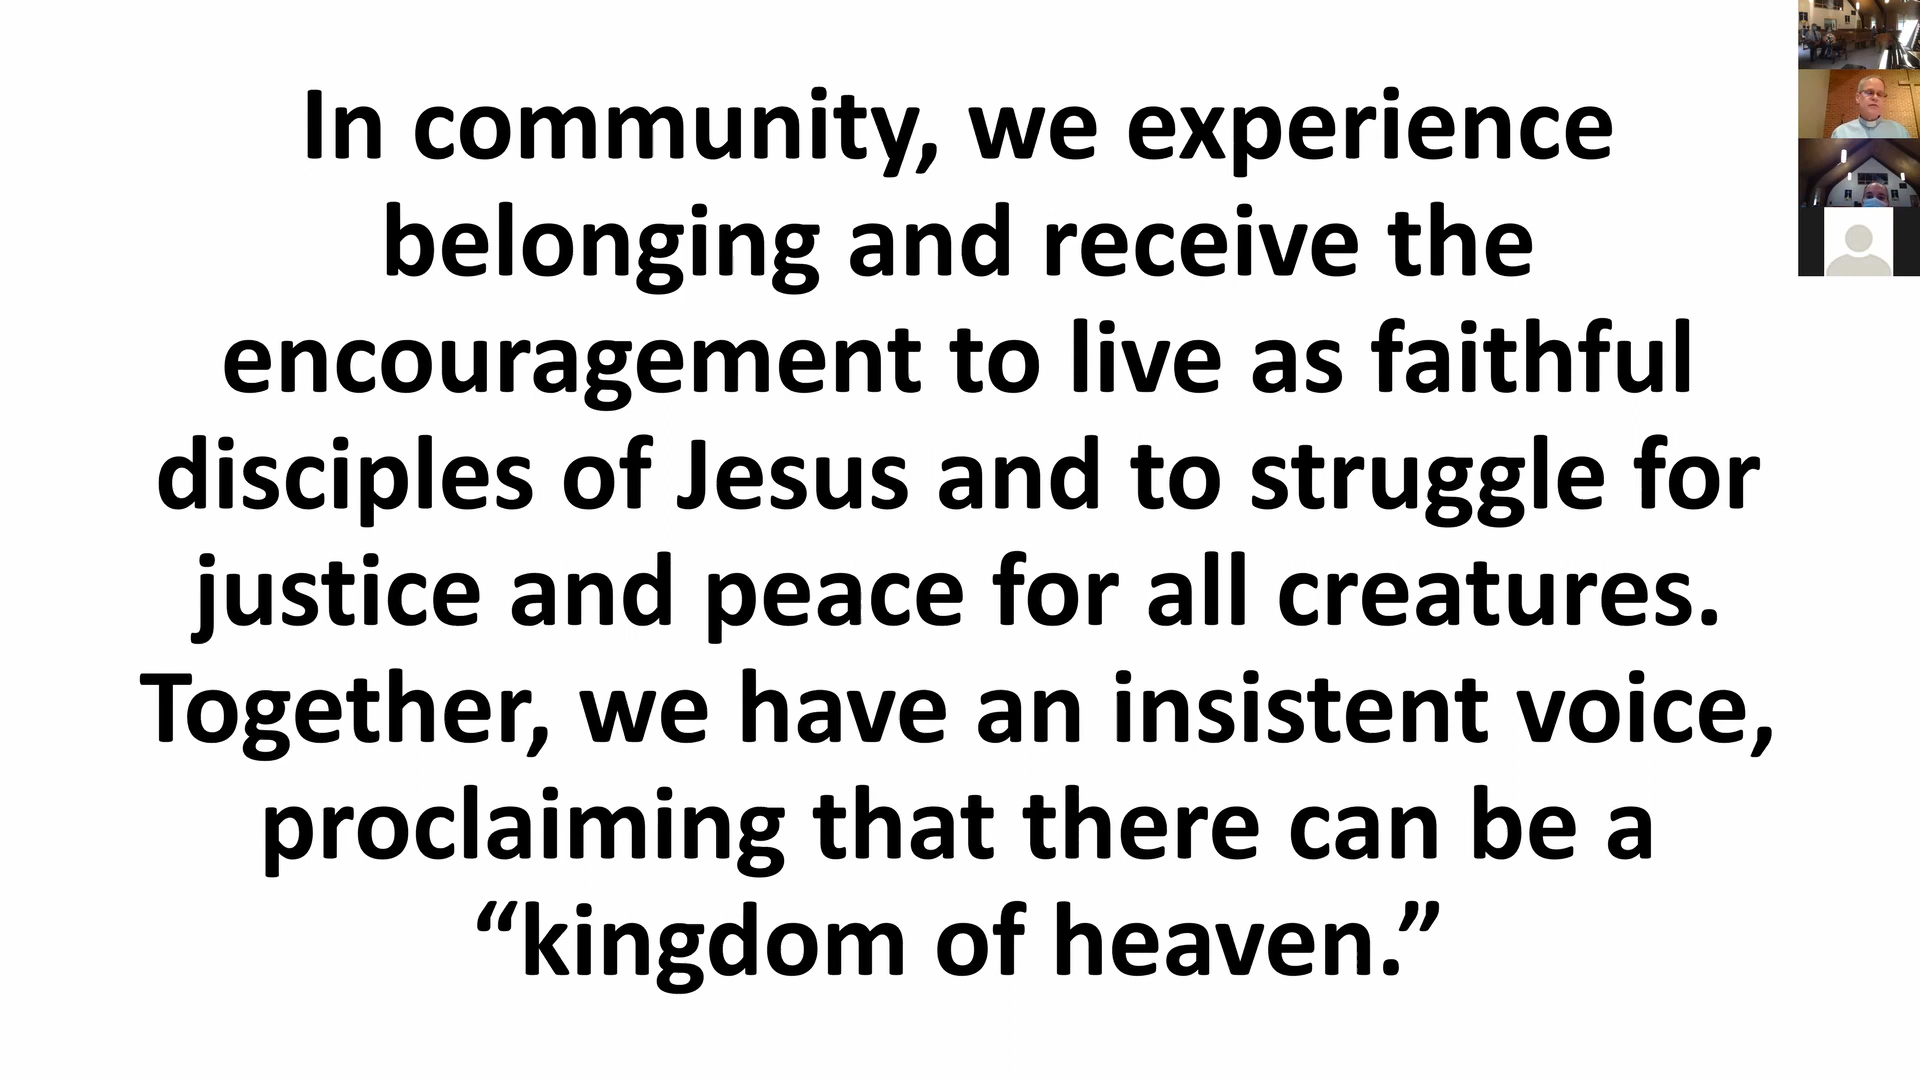 In community, we experience
belonging and receive the
encouragement to live as faithful
disciples of Jesus and to struggle for
justice and peace for all creatures.
Together, we have an insistent voice,
proclaiming that there can be a
“kingdom of heaven.”